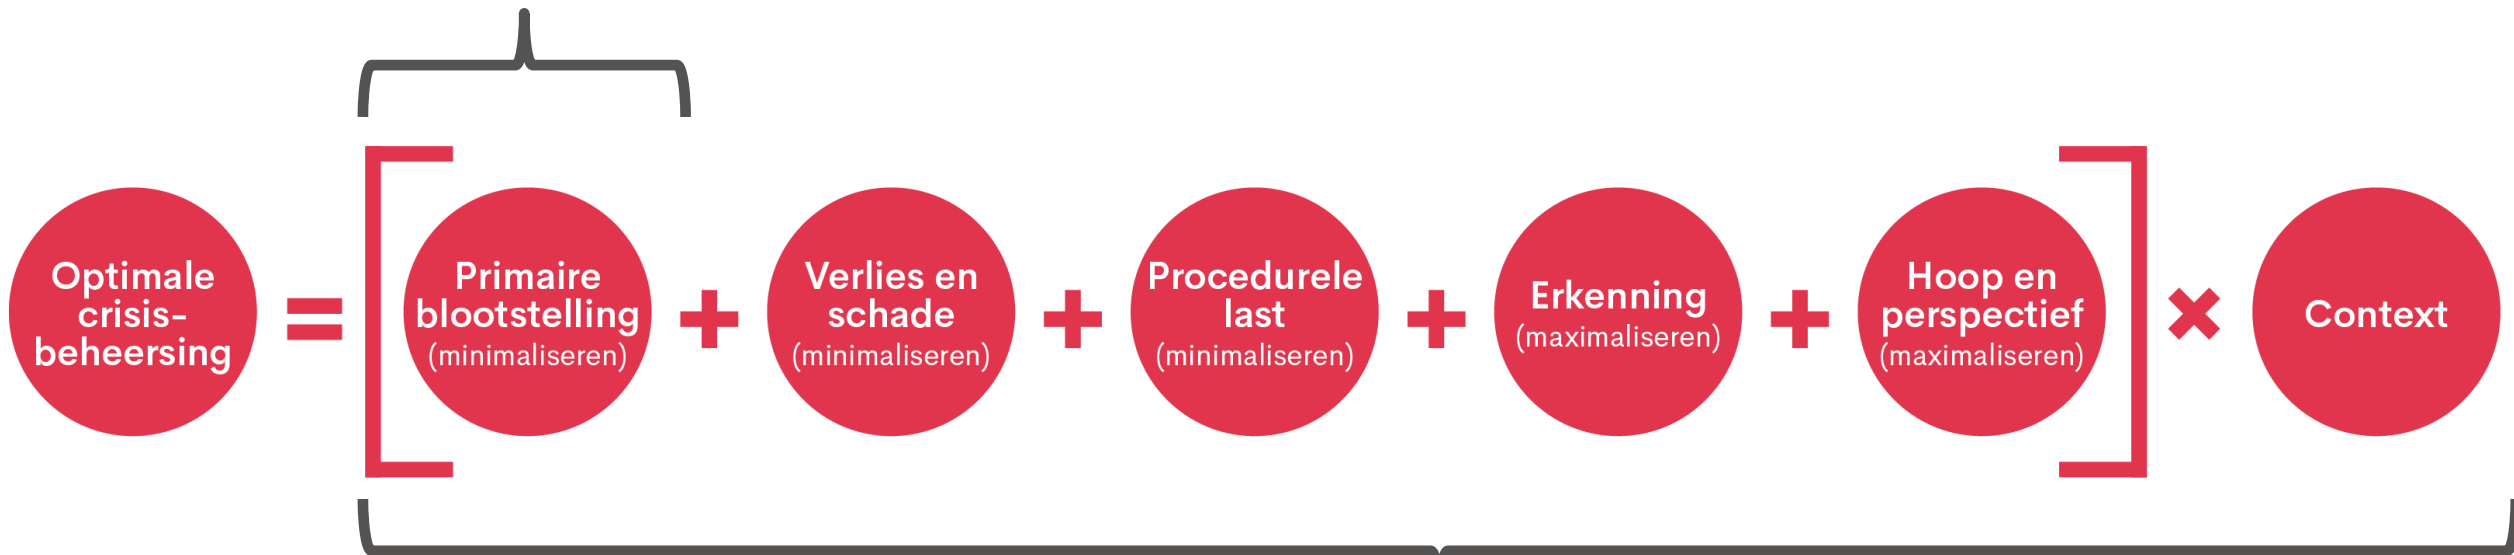 Optimale
crisis-
beheersing
=
[
Primaire
blootstelling
(minimaliseren)
+
Verlies en
schade
(minimaliseren)
+
Procedurele
last
(minimaliseren)
+
Erkenning
(maximaliseren)
+
Hoop en
perspectief
(maximaliseren)
]
×
Context